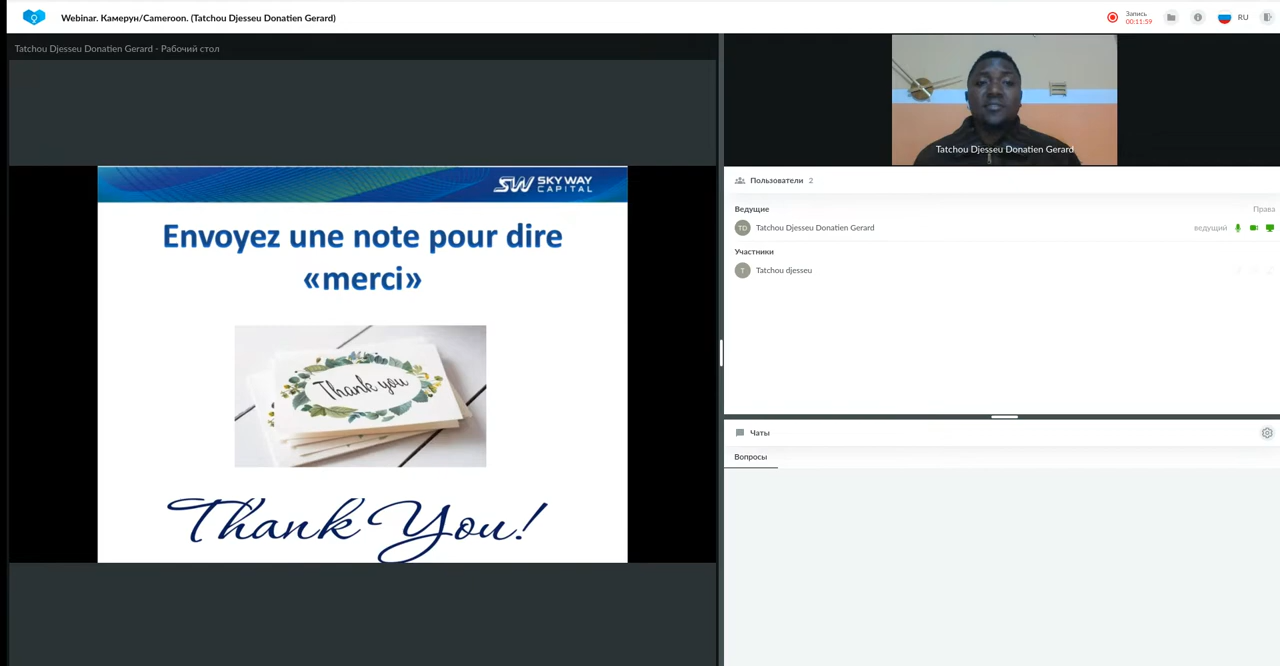 Webinar. Камерун/Cameroon. (Tatchou Djesseu Donatien Gerard)
Запись
00:11:59
RU
Tatchou Djesseu Donatien Gerard - Рабочий стол
SW SKY WAY
CAPITAL
Envoyez une note pour dire
«merci»
Thank you
Thank You!
Tatchou Djesseu Donatien Gerard
Пользователи 2
Ведущие Права
TD Tatchou Djesseu Donatien Gerard ведущий
Участники
T Tatchou djesseu
Чаты
Вопросы